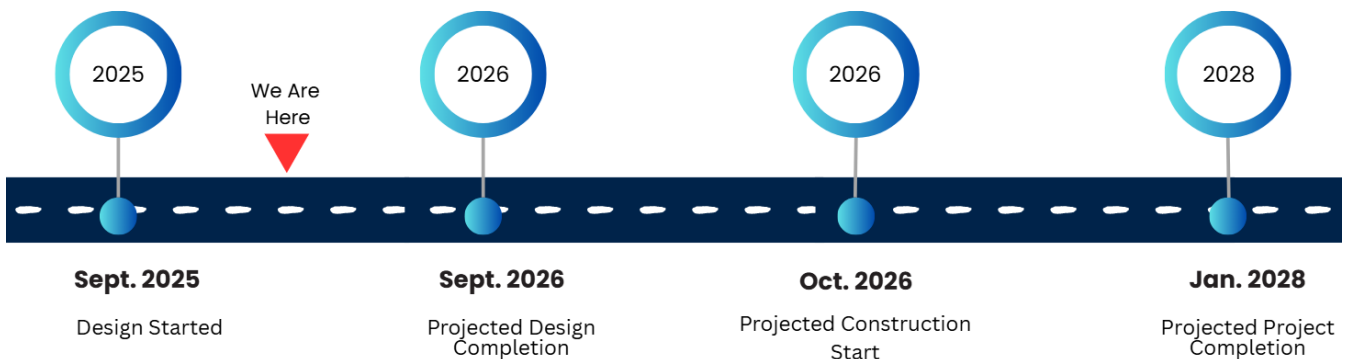 2025
We Are
Here
2026
2026
2028
Sept. 2025
Design Started
Sept. 2026
Projected Design
Completion
Oct. 2026
Projected Construction
Start
Jan. 2028
Projected Project
Completion